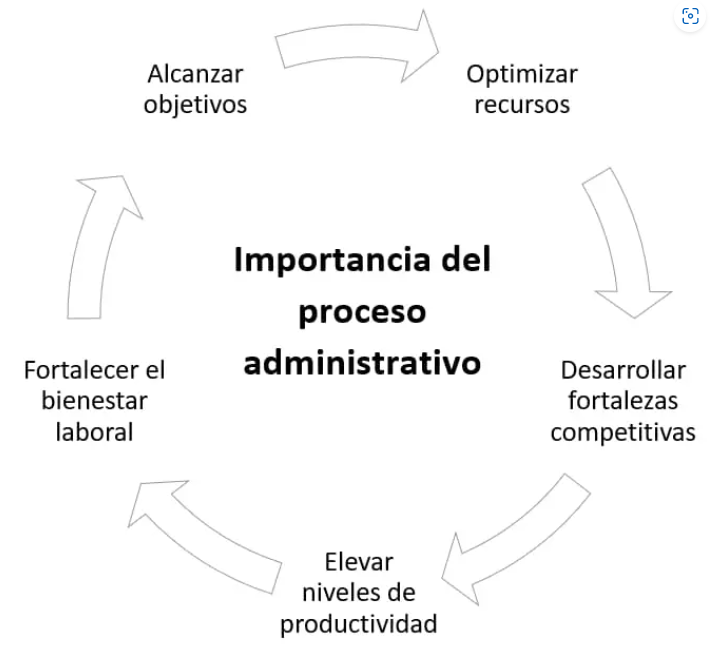 Alcanzar
objetivos
Optimizar
recursos
Importancia del
proceso
administrativo
Desarrollar
fortalezas
competitivas
Elevar
niveles de
productividad
Fortalecer el
bienestar
laboral